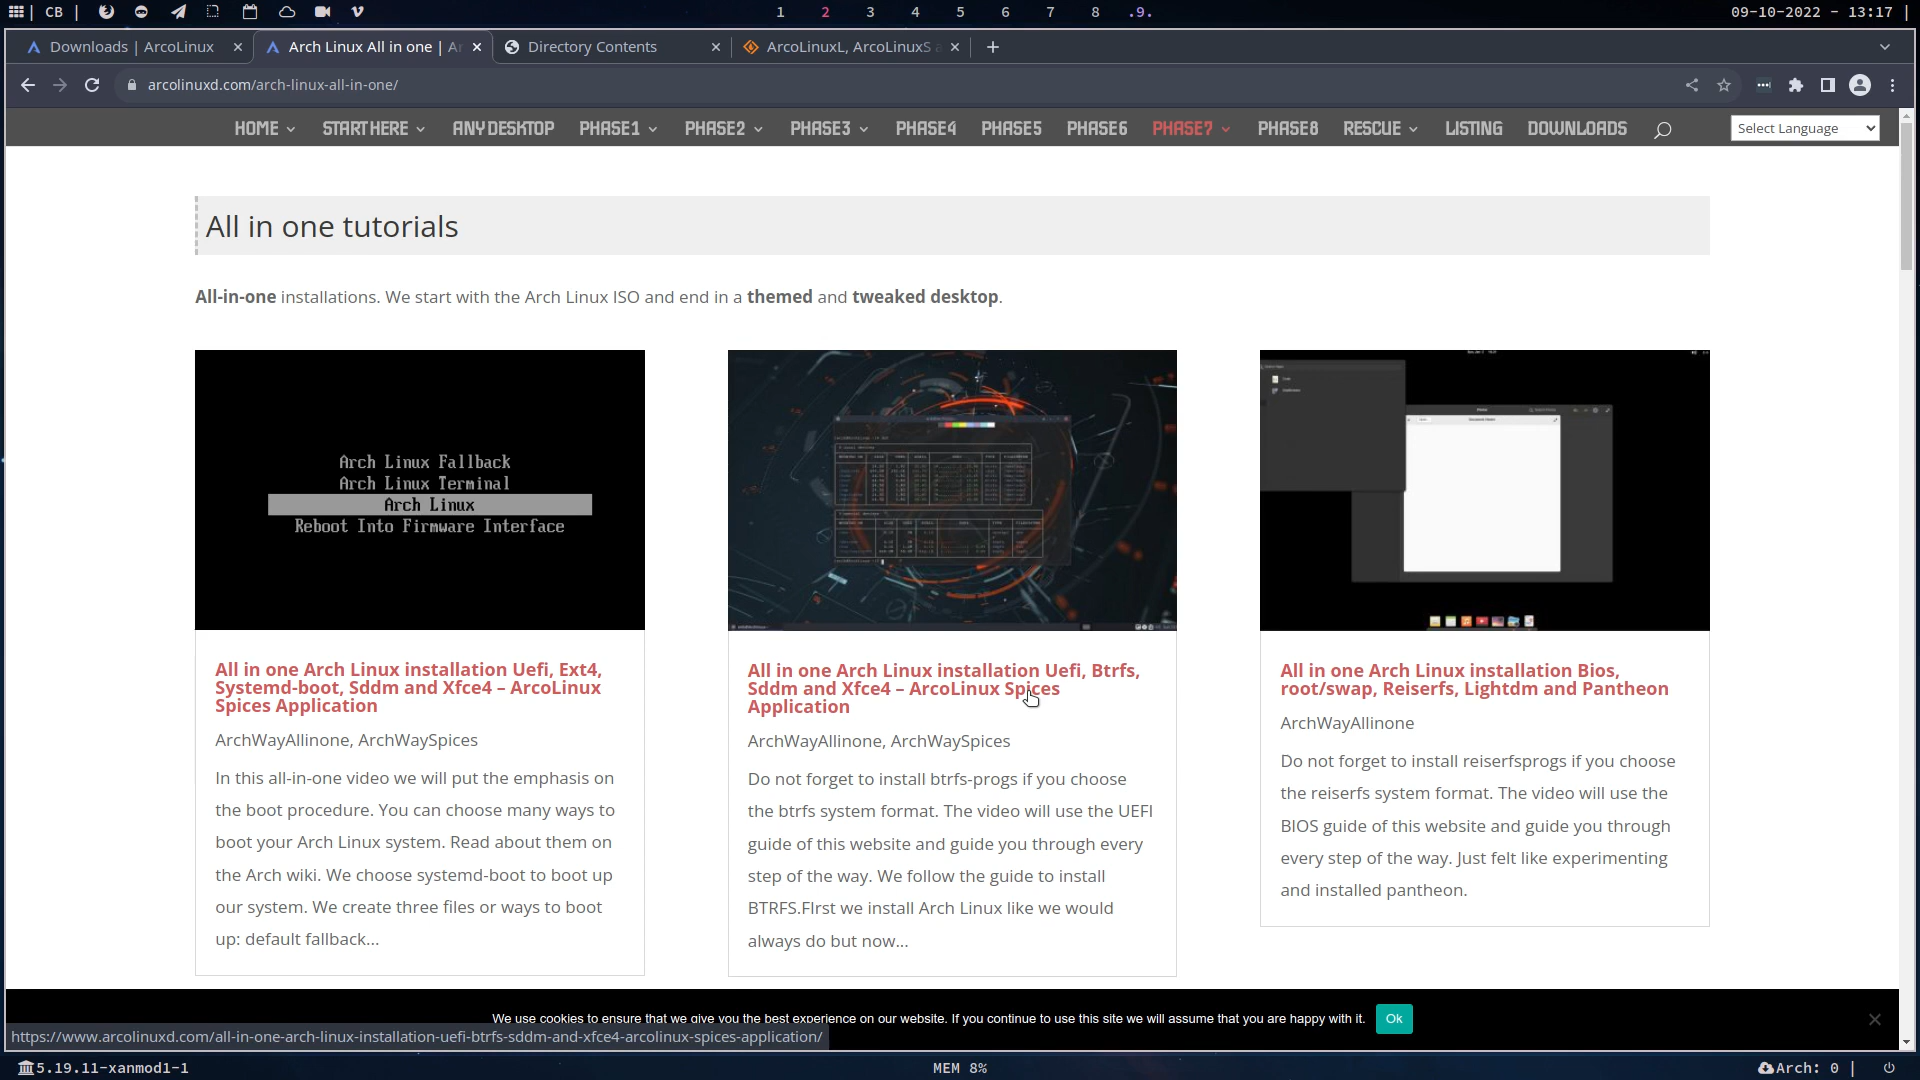 CB
1 2 3 4 5 6 7 8 .9.
09-10-2022 - 13:17
Downloads | ArcoLinux
Arch Linux All in one | Ar
Directory Contents
ArcoLinuxL, ArcoLinuxS a
arcolinuxd.com/arch-linux-all-in-one/
HOME START HERE ANY DESKTOP PHASE1 PHASE2 PHASE3 PHASE4 PHASE5 PHASE6 PHASE7 PHASE8 RESCUE LISTING DOWNLOADS
Select Language
All in one tutorials
All-in-one installations. We start with the Arch Linux ISO and end in a themed and tweaked desktop.
Arch Linux Fallback
Arch Linux Terminal
Arch Linux
Reboot Into Firmware Interface
All in one Arch Linux installation Uefi, Ext4,
Systemd-boot, Sddm and Xfce4 – ArcoLinux
Spices Application
ArchWayAllinone, ArchWaySpices
In this all-in-one video we will put the emphasis on
the boot procedure. You can choose many ways to
boot your Arch Linux system. Read about them on
the Arch wiki. We choose systemd-boot to boot up
our system. We create three files or ways to boot
up: default fallback...
All in one Arch Linux installation Uefi, Btrfs,
Sddm and Xfce4 – ArcoLinux Spices
Application
ArchWayAllinone, ArchWaySpices
Do not forget to install btrfs-progs if you choose
the btrfs system format. The video will use the UEFI
guide of this website and guide you through every
step of the way. We follow the guide to install
BTRFS.FIrst we install Arch Linux like we would
always do but now...
All in one Arch Linux installation Bios,
root/swap, Reiserfs, Lightdm and Pantheon
ArchWayAllinone
Do not forget to install reiserfsprogs if you choose
the reiserfs system format. The video will use the
BIOS guide of this website and guide you through
every step of the way. Just felt like experimenting
and installed pantheon.
We use cookies to ensure that we give you the best experience on our website. If you continue to use this site we will assume that you are happy with it.
Ok
https://www.arcolinuxd.com/all-in-one-arch-linux-installation-uefi-btrfs-sddm-and-xfce4-arcolinux-spices-application/
5.19.11-xanmod1-1
MEM 8%
Arch: 0